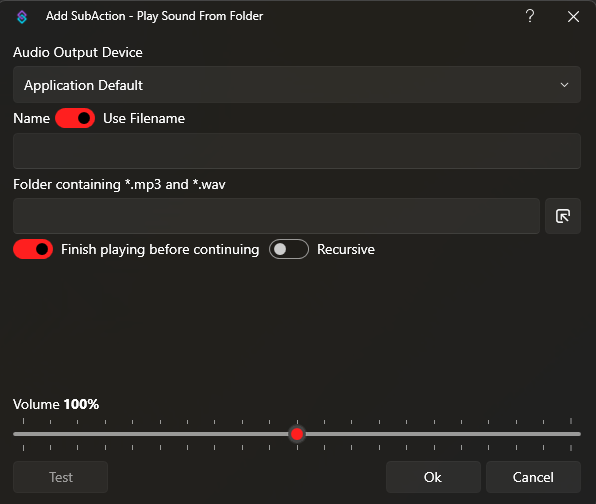 Add SubAction - Play Sound From Folder
Audio Output Device
Application Default
Name Use Filename
Folder containing *.mp3 and *.wav
Finish playing before continuing Recursive
Volume 100%
Test Ok Cancel